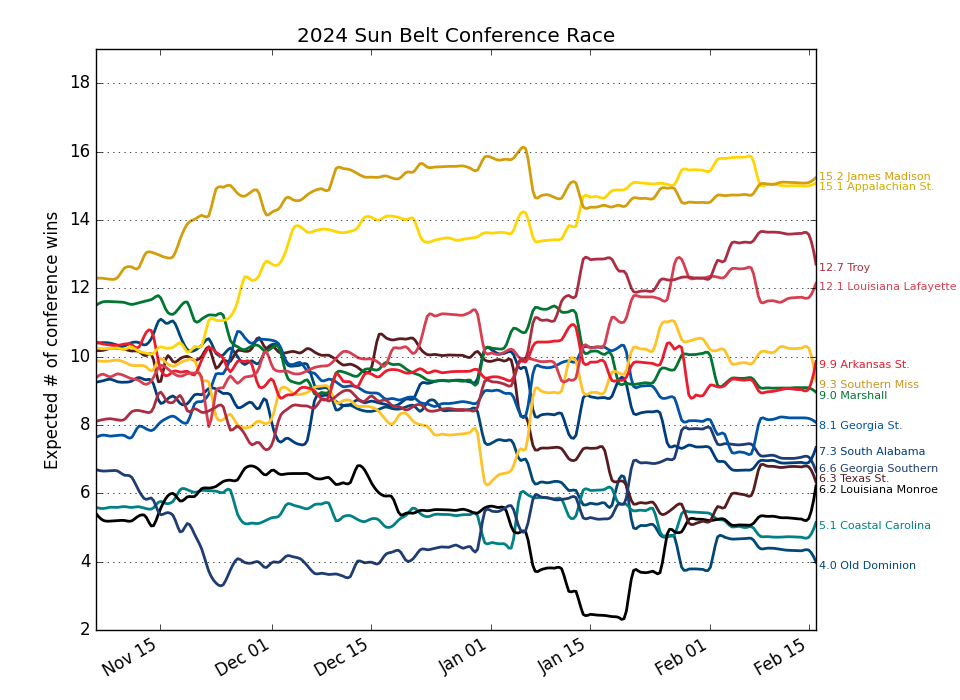 2024 Sun Belt Conference Race
Expected # of conference wins
18
16
14
12
10
8
6
4
2
Nov 15
Dec 01
Dec 15
Jan 01
Jan 15
Feb 01
Feb 15
15.2 James Madison
15.1 Appalachian St.
12.7 Troy
12.1 Louisiana Lafayette
9.9 Arkansas St.
9.3 Southern Miss
9.0 Marshall
8.1 Georgia St.
7.3 South Alabama
6.6 Georgia Southern
6.3 Texas St.
6.2 Louisiana Monroe
5.1 Coastal Carolina
4.0 Old Dominion